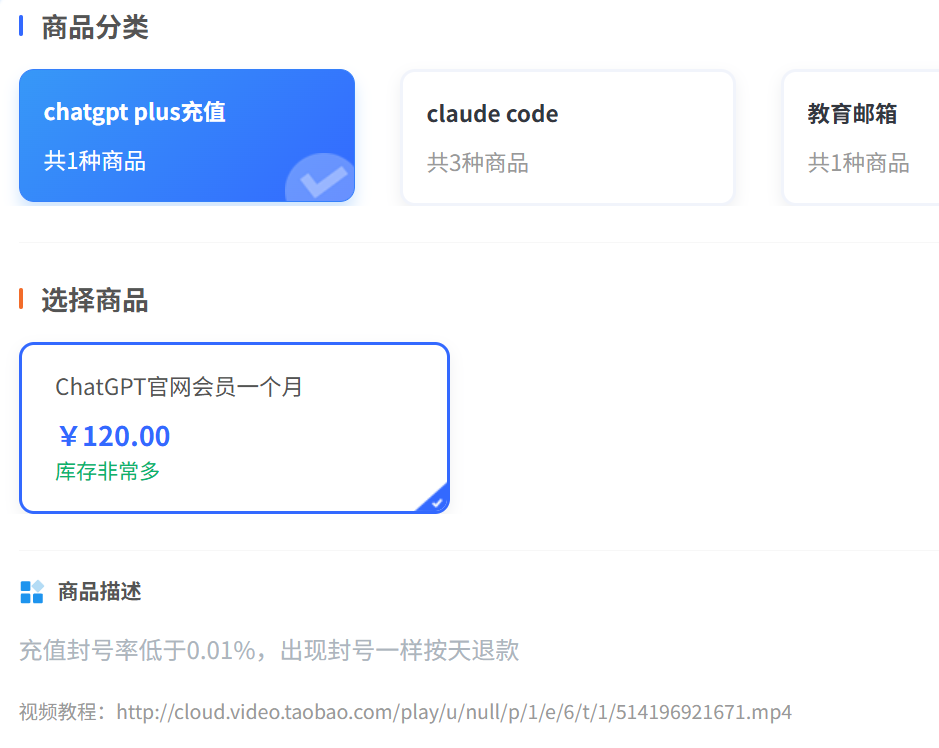 商品分类
chatgpt plus充值
共1种商品
claude code
共3种商品
教育邮箱
共1种商品
选择商品
ChatGPT官网会员一个月
￥120.00
库存非常多
商品描述
充值封号率低于0.01%，出现封号一样按天退款
视频教程：http://cloud.video.taobao.com/play/u/null/p/1/e/6/t/1/514196921671.mp4